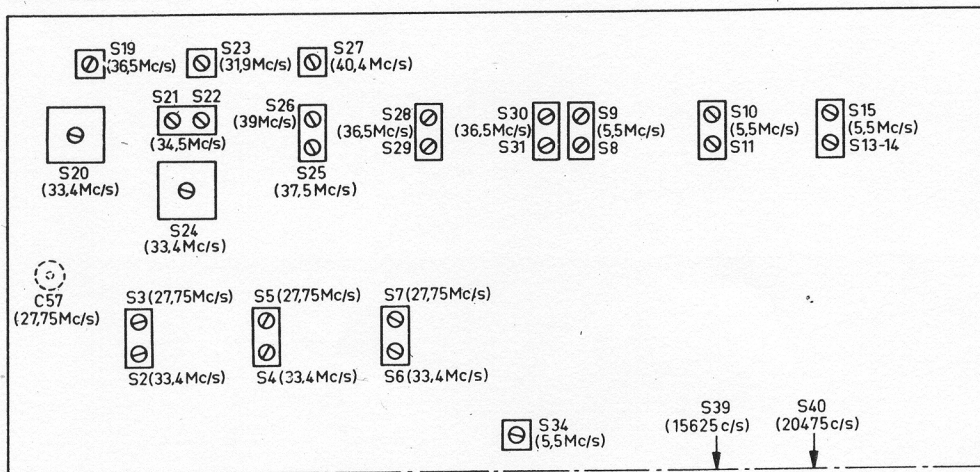 S19
(36,5Mc/s)
S23
(31,9Mc/s)
S27
(40,4Mc/s)
S21 S22
(34,5Mc/s)
S20
(33,4Mc/s)
S24
(33,4Mc/s)
S26
(39Mc/s)
S25
(37,5Mc/s)
S28
(36,5Mc/s)
S29
S30
(36,5Mc/s)
S31
S9
(5,5Mc/s)
S8
S10
(5,5Mc/s)
S11
S15
(5,5Mc/s)
S13-14
C57
(27,75Mc/s)
S3(27,75Mc/s)
S2(33,4Mc/s)
S5(27,75Mc/s)
S4(33,4Mc/s)
S7(27,75Mc/s)
S6(33,4Mc/s)
S34
(5,5Mc/s)
S39
(15625c/s)
S40
(20475c/s)